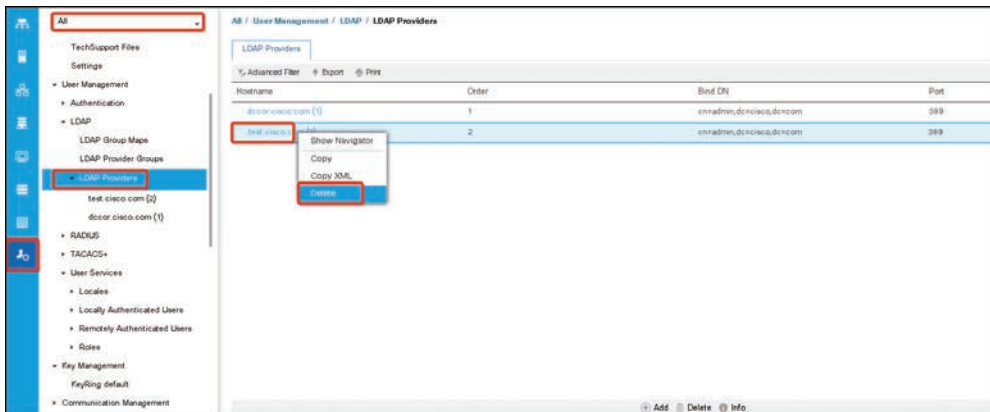 All
TechSupport Files
Settings
User Management
Authentication
LDAP
LDAP Group Maps
LDAP Provider Groups
LDAP Providers
test.cisco.com (2)
dccor.cisco.com (1)
RADIUS
TACACS+
User Services
Locales
Locally Authenticated Users
Remotely Authenticated Users
Roles
Key Management
KeyRing default
Communication Management
All / User Management / LDAP / LDAP Providers
LDAP Providers
Advanced Filter Export Print
Hostname Order Bind DN Port
dccor.cisco.com (1) 1 cn=admin,dc=cisco,dc=com 389
test.cisco.c 2 cn=admin,dc=cisco,dc=com 389
Show Navigator
Copy
Copy XML
Delete
Add Delete Info